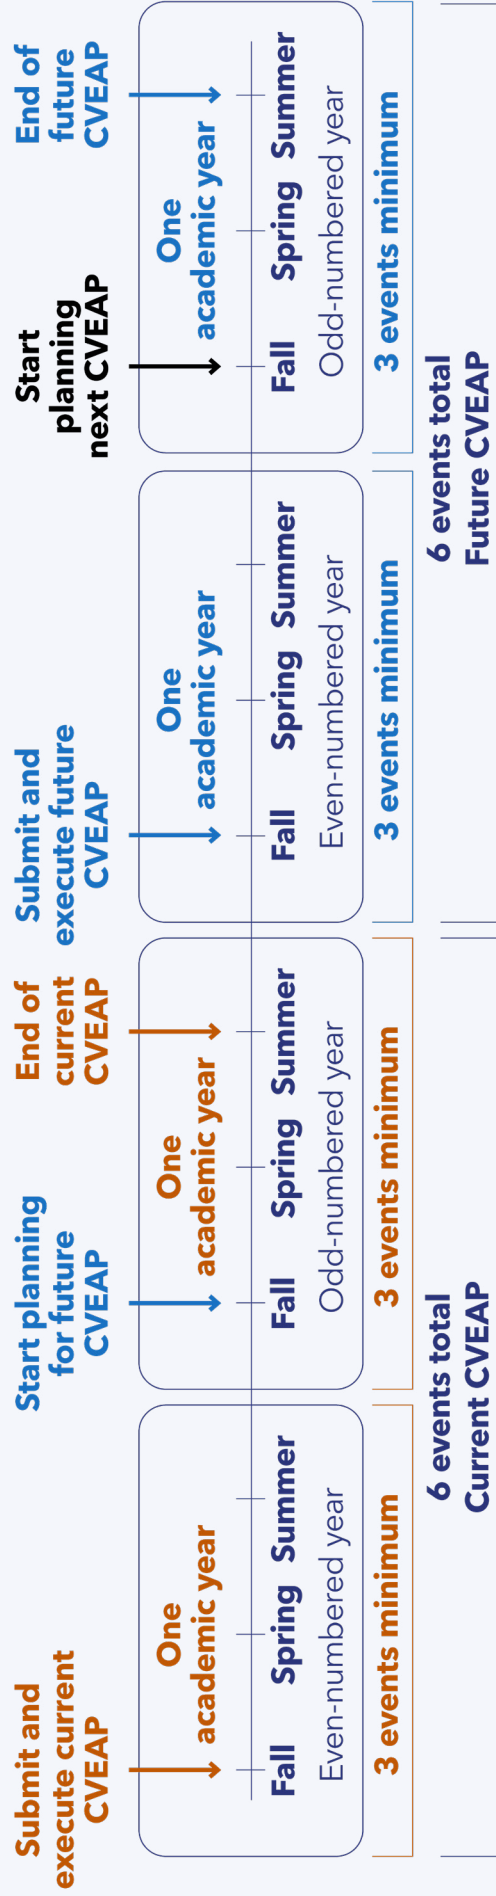 Submit and
execute current
CVEAP
Start planning
for future
CVEAP
End of
current
CVEAP
Submit and
execute future
CVEAP
Start
planning
next CVEAP
End of
future
CVEAP
One
academic year
One
academic year
One
academic year
One
academic year
Fall Spring Summer
Fall Spring Summer
Fall Spring Summer
Fall Spring Summer
Even-numbered year
Odd-numbered year
Even-numbered year
Odd-numbered year
3 events minimum
3 events minimum
3 events minimum
3 events minimum
6 events total
Current CVEAP
6 events total
Future CVEAP